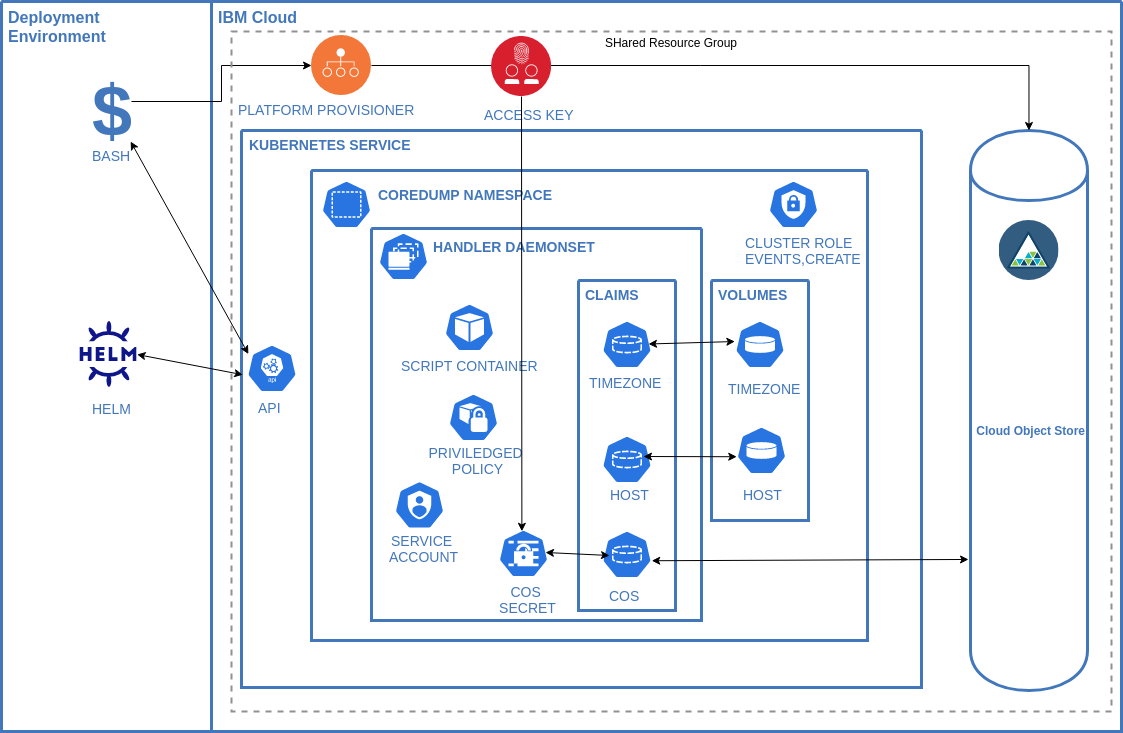 Deployment
Environment
IBM Cloud
SHared Resource Group
$
BASH
PLATFORM PROVISIONER
ACCESS KEY
KUBERNETES SERVICE
COREDUMP NAMESPACE
CLUSTER ROLE
EVENTS,CREATE
HANDLER DAEMONSET
CLAIMS
VOLUMES
SCRIPT CONTAINER
TIMEZONE
TIMEZONE
HELM
HELM
api
API
PRIVILEDGED
POLICY
Cloud Object Store
HOST
HOST
SERVICE
ACCOUNT
COS
SECRET
COS